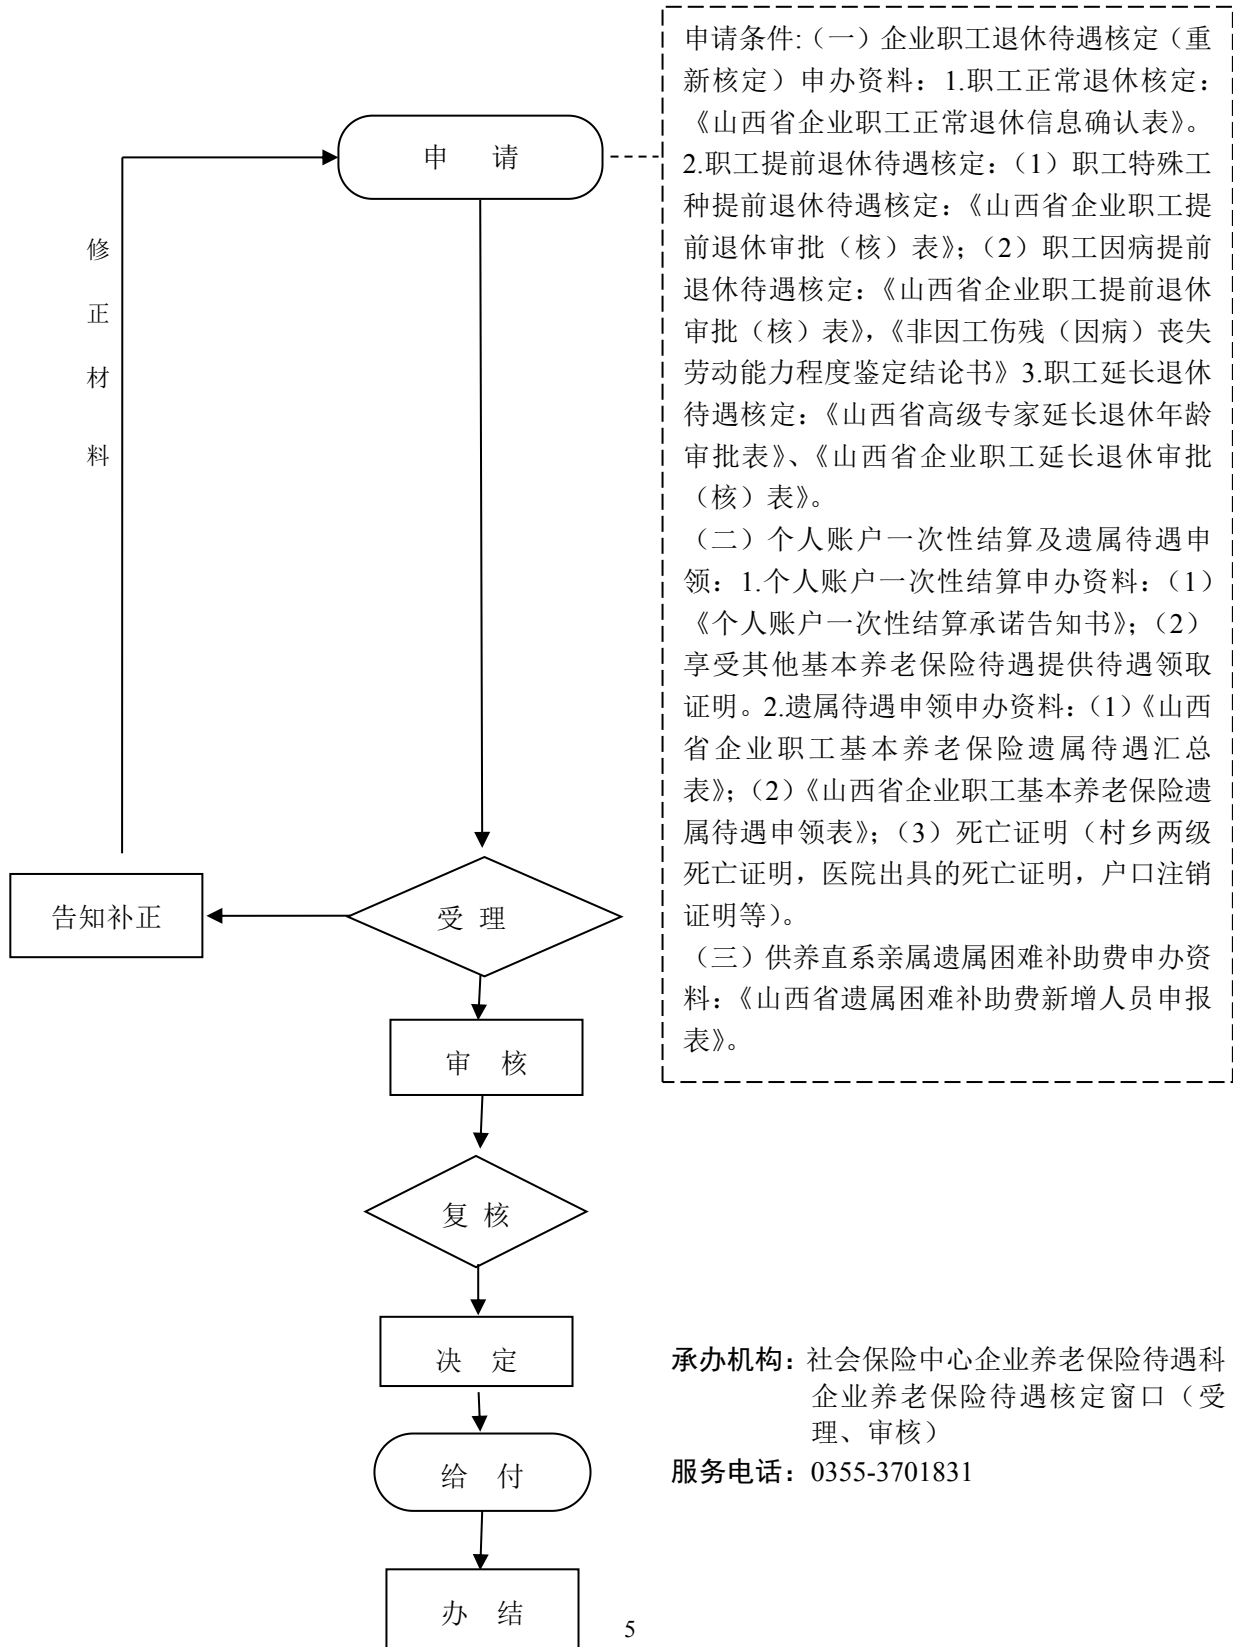 申请条件:（一）企业职工退休待遇核定（重
新核定）申办资料：1.职工正常退休核定：
《山西省企业职工正常退休信息确认表》。
2.职工提前退休待遇核定：（1）职工特殊工
种提前退休待遇核定：《山西省企业职工提
前退休审批（核）表》；（2）职工因病提前
退休待遇核定：《山西省企业职工提前退休
审批（核）表》，《非因工伤残（因病）丧失
劳动能力程度鉴定结论书》3.职工延长退休
待遇核定：《山西省高级专家延长退休年龄
审批表》、《山西省企业职工延长退休审批
（核）表》。
（二）个人账户一次性结算及遗属待遇申
领：1.个人账户一次性结算申办资料：（1）
《个人账户一次性结算承诺告知书》；（2）
享受其他基本养老保险待遇提供待遇领取
证明。2.遗属待遇申领申办资料：（1）《山西
省企业职工基本养老保险遗属待遇汇总
表》；（2）《山西省企业职工基本养老保险遗
属待遇申领表》；（3）死亡证明（村乡两级
死亡证明，医院出具的死亡证明，户口注销
证明等）。
（三）供养直系亲属遗属困难补助费申办资
料：《山西省遗属困难补助费新增人员申报
表》。
申 请
修
正
材
料
告知补正
受 理
审 核
复 核
决 定
给 付
办 结
承办机构：社会保险中心企业养老保险待遇科
企业养老保险待遇核定窗口（受
理、审核）
服务电话：0355-3701831
5